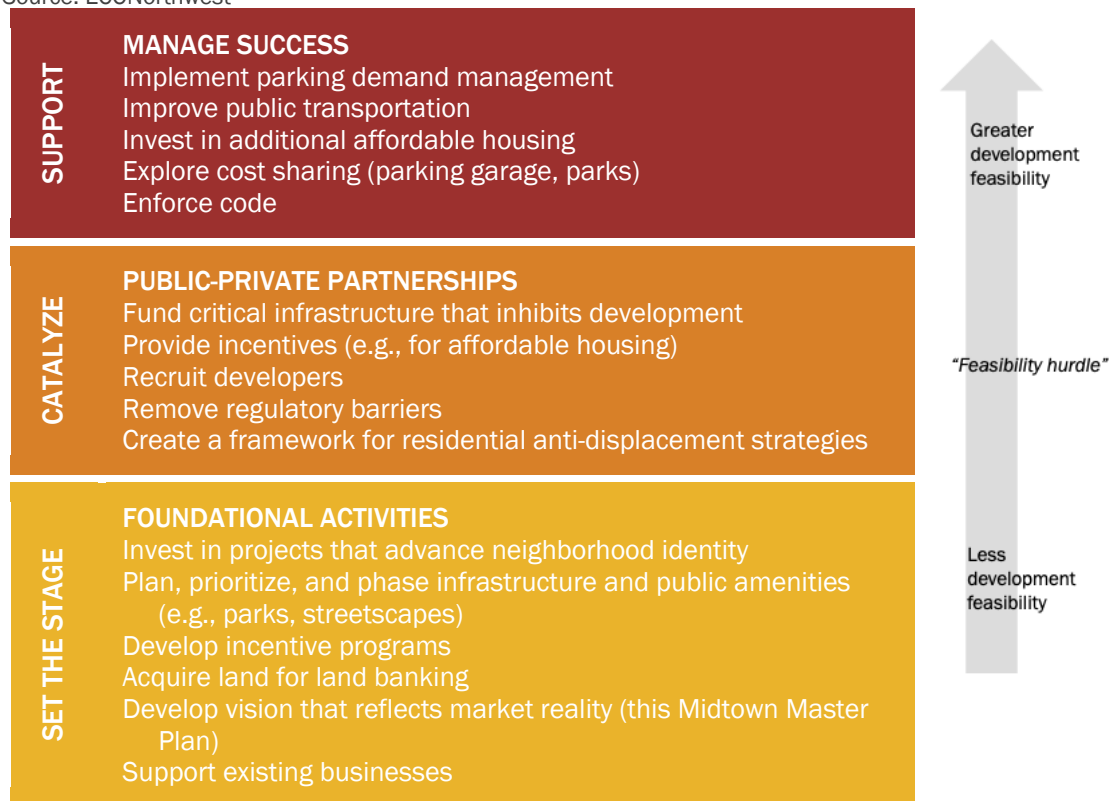 Source: ECONorthwest
SUPPORT
MANAGE SUCCESS
Implement parking demand management
Improve public transportation
Invest in additional affordable housing
Explore cost sharing (parking garage, parks)
Enforce code
CATALYZE
PUBLIC-PRIVATE PARTNERSHIPS
Fund critical infrastructure that inhibits development
Provide incentives (e.g., for affordable housing)
Recruit developers
Remove regulatory barriers
Create a framework for residential anti-displacement strategies
SET THE STAGE
FOUNDATIONAL ACTIVITIES
Invest in projects that advance neighborhood identity
Plan, prioritize, and phase infrastructure and public amenities
(e.g., parks, streetscapes)
Develop incentive programs
Acquire land for land banking
Develop vision that reflects market reality (this Midtown Master
Plan)
Support existing businesses
Greater
development
feasibility
“Feasibility hurdle”
Less
development
feasibility